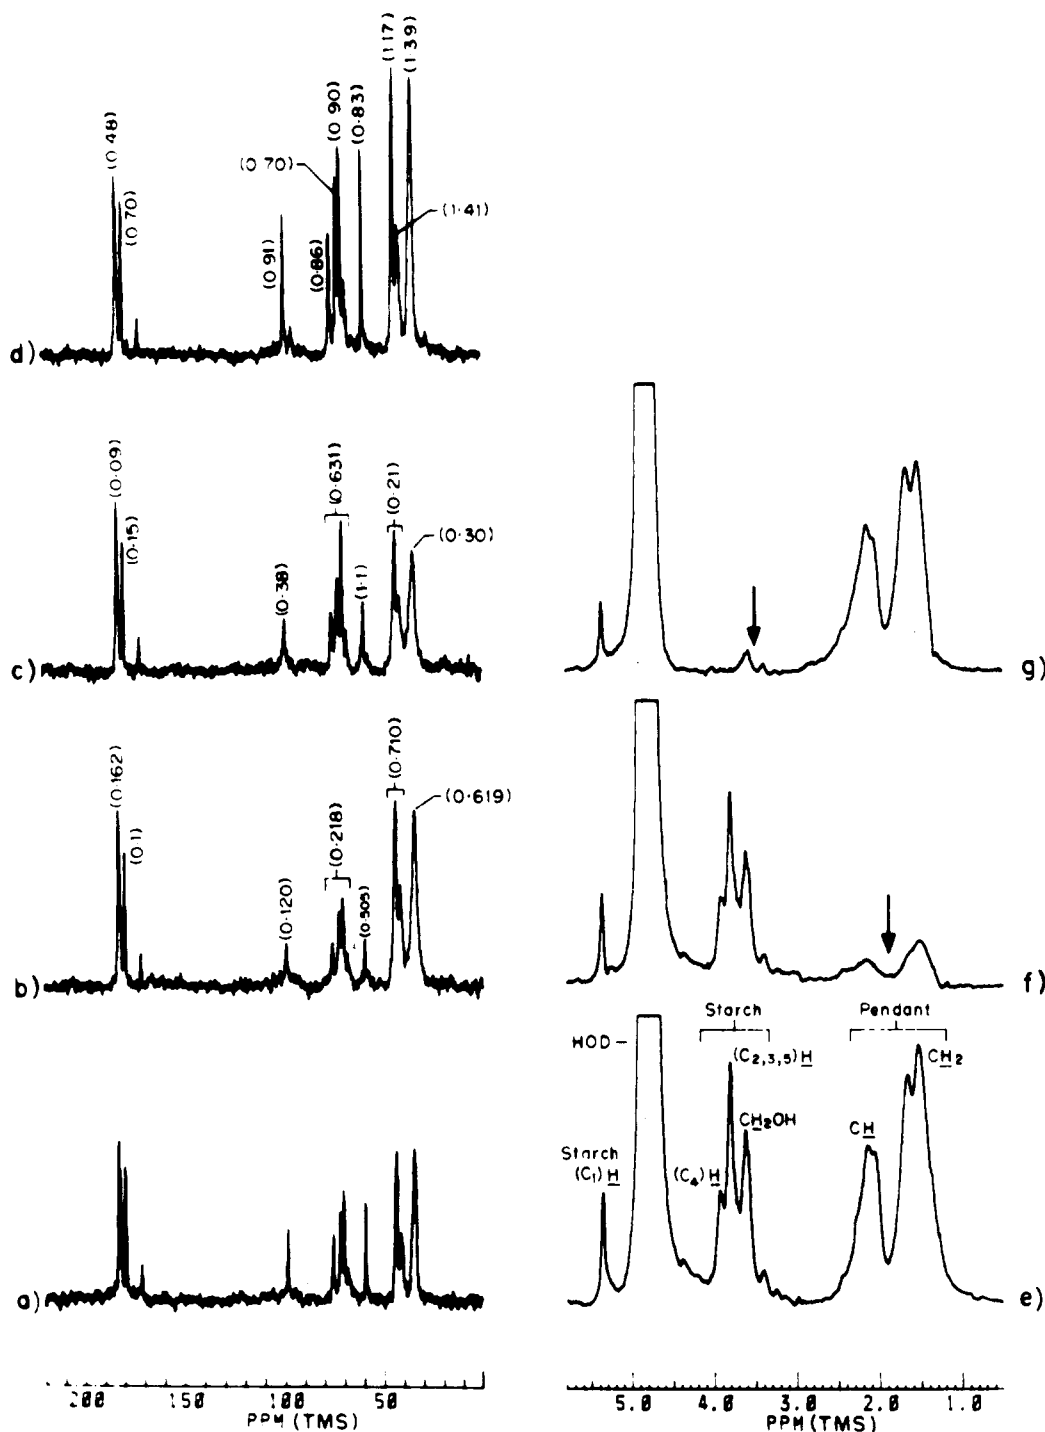 (0·48)
(0·70)
(0·91)
(0·86)
(0·70)
(0·90)
(0·83)
(1·17)
(1·39)
(1·41)
d)
(0·09)
(0·15)
(0·38)
(0·631)
(1·1)
(0·21)
(0·30)
c)
(0·162)
(0·1)
(0·120)
(0·218)
(0·505)
(0·710)
(0·619)
b)
a)
200 150 100 50
PPM (TMS)
g)
f)
HOD
Starch
Pendant
(C2,3,5)H
CH2
CH2OH
CH
Starch
(C1)H
(C4)H
e)
5.0 4.0 3.0 2.0 1.0
PPM (TMS)